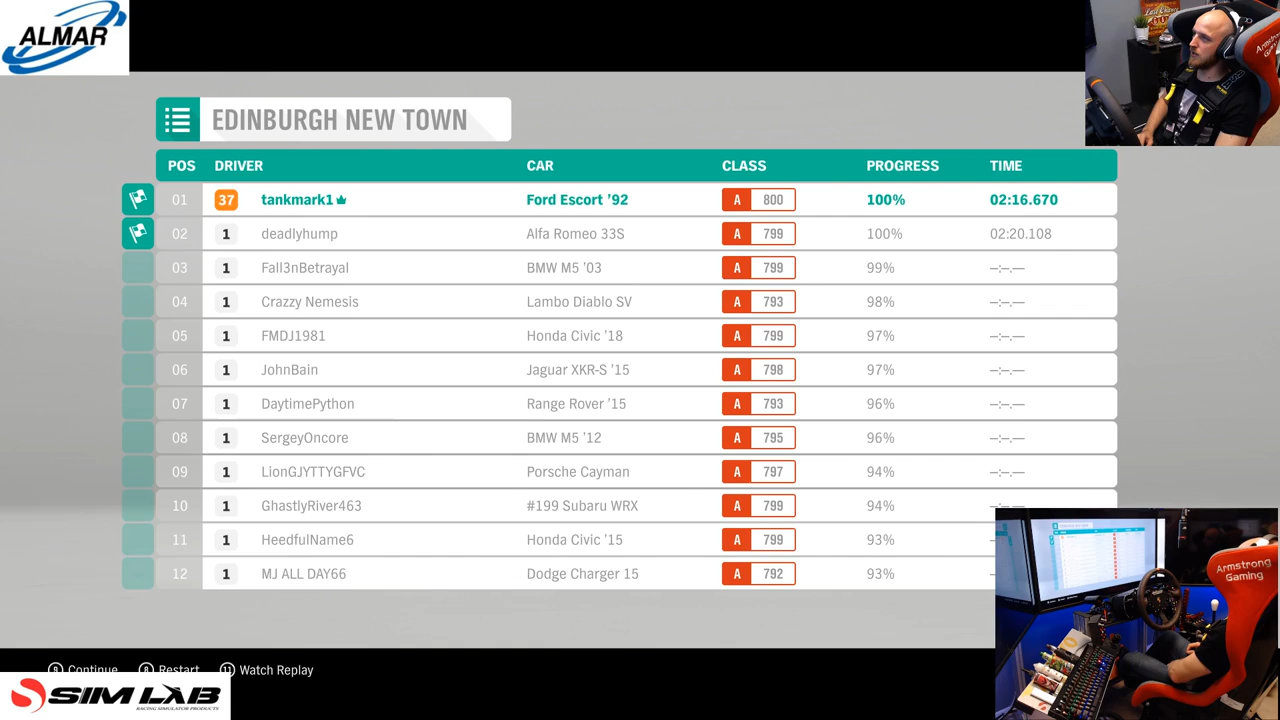 ALMAR
EDINBURGH NEW TOWN
POS DRIVER CAR CLASS PROGRESS TIME
01 37 tankmark1 Ford Escort '92 A 800 100% 02:16.670
02 1 deadlyhump Alfa Romeo 33S A 799 100% 02:20.108
03 1 Fall3nBetrayal BMW M5 '03 A 799 99% --:--.---
04 1 Crazzy Nemesis Lambo Diablo SV A 793 98% --:--.---
05 1 FMDJ1981 Honda Civic '18 A 799 97% --:--.---
06 1 JohnBain Jaguar XKR-S '15 A 798 97% --:--.---
07 1 DaytimePython Range Rover '15 A 793 96% --:--.---
08 1 SergeyOncore BMW M5 '12 A 795 96% --:--.---
09 1 LionGJYTTYGFVC Porsche Cayman A 797 94% --:--.---
10 1 GhastlyRiver463 #199 Subaru WRX A 799 94%
11 1 HeedfulName6 Honda Civic '15 A 799 93%
12 1 MJ ALL DAY66 Dodge Charger 15 A 792 93%
Armstrong
Gaming
9 Continue 8 Restart 11 Watch Replay
SIM LAB
RACING SIMULATOR PRODUCTS